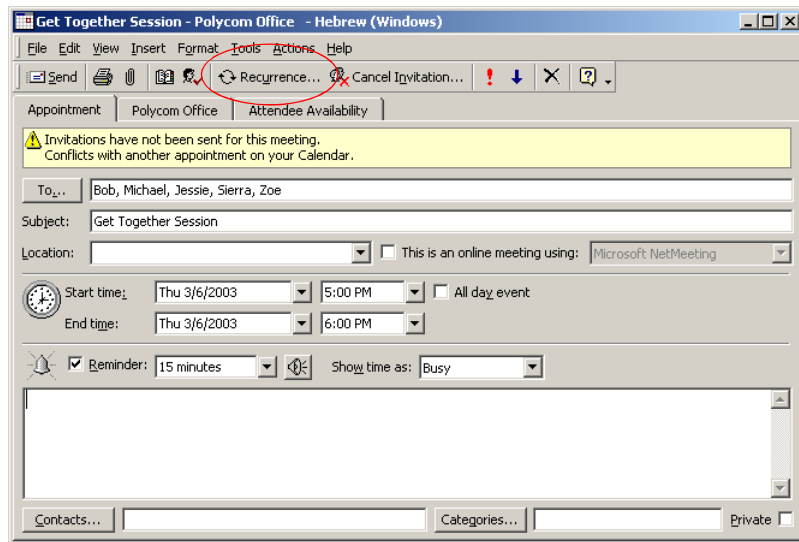 Get Together Session - Polycom Office - Hebrew (Windows)
File Edit View Insert Format Tools Actions Help
Send Recurrence... Cancel Invitation...
Appointment Polycom Office Attendee Availability
Invitations have not been sent for this meeting.
Conflicts with another appointment on your Calendar.
To... Bob, Michael, Jessie, Sierra, Zoe
Subject: Get Together Session
Location: This is an online meeting using: Microsoft NetMeeting
Start time: Thu 3/6/2003 5:00 PM All day event
End time: Thu 3/6/2003 6:00 PM
Reminder: 15 minutes Show time as: Busy
Contacts... Categories... Private